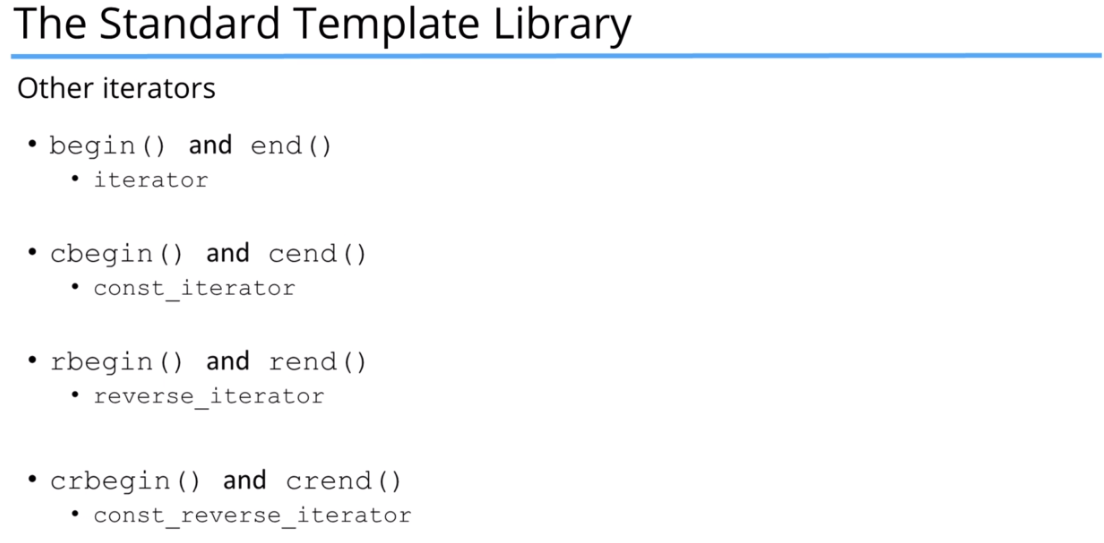 The Standard Template Library
Other iterators
• begin() and end()
• iterator
• cbegin() and cend()
• const_iterator
• rbegin() and rend()
• reverse_iterator
• crbegin() and crend()
• const_reverse_iterator